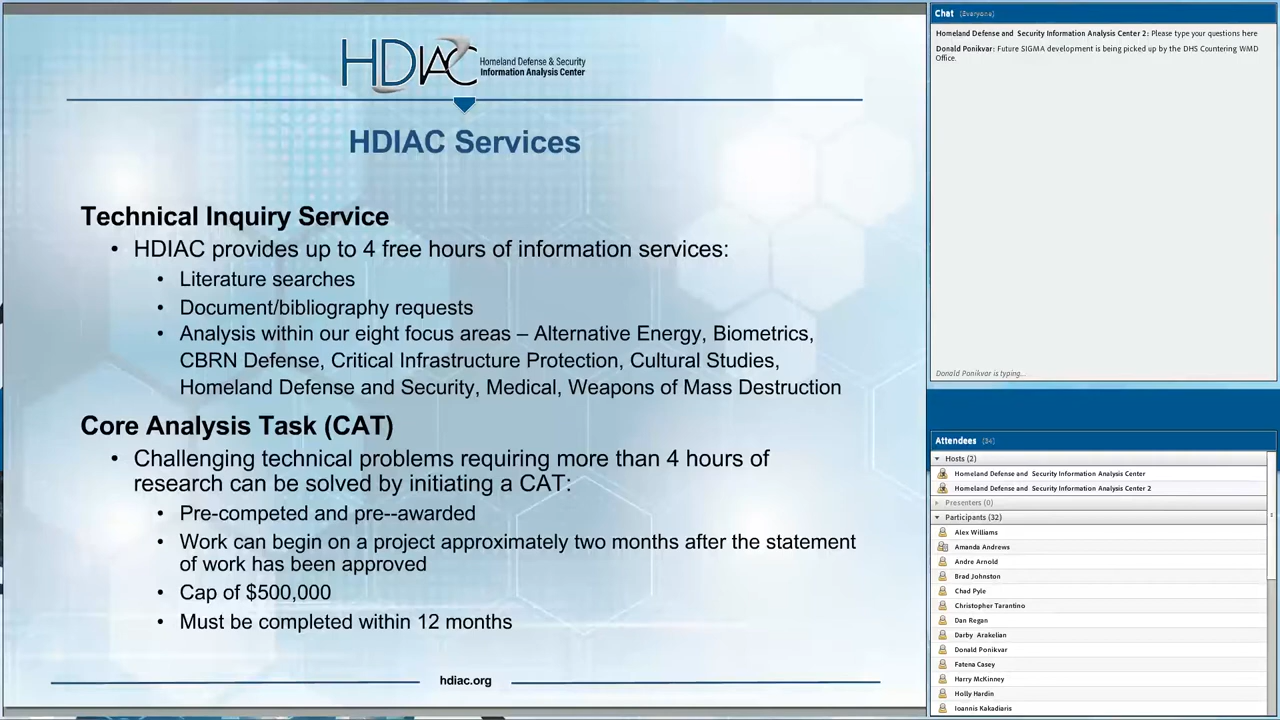 HDIAC Homeland Defense & Security
Information Analysis Center
HDIAC Services
Technical Inquiry Service
• HDIAC provides up to 4 free hours of information services:
• Literature searches
• Document/bibliography requests
• Analysis within our eight focus areas – Alternative Energy, Biometrics,
CBRN Defense, Critical Infrastructure Protection, Cultural Studies,
Homeland Defense and Security, Medical, Weapons of Mass Destruction
Core Analysis Task (CAT)
• Challenging technical problems requiring more than 4 hours of
research can be solved by initiating a CAT:
• Pre-competed and pre--awarded
• Work can begin on a project approximately two months after the statement
of work has been approved
• Cap of $500,000
• Must be completed within 12 months
hdiac.org
Chat (Everyone)
Homeland Defense and Security Information Analysis Center 2: Please type your questions here
Donald Ponikvar: Future SIGMA development is being picked up by the DHS Countering WMD
Office.
Donald Ponikvar is typing...
Attendees (34)
Hosts (2)
Homeland Defense and Security Information Analysis Center
Homeland Defense and Security Information Analysis Center 2
Presenters (0)
Participants (32)
Alex Williams
Amanda Andrews
Andre Arnold
Brad Johnston
Chad Pyle
Christopher Tarantino
Dan Regan
Darby Arakelian
Donald Ponikvar
Fatena Casey
Harry McKinney
Holly Hardin
Ioannis Kakadiaris